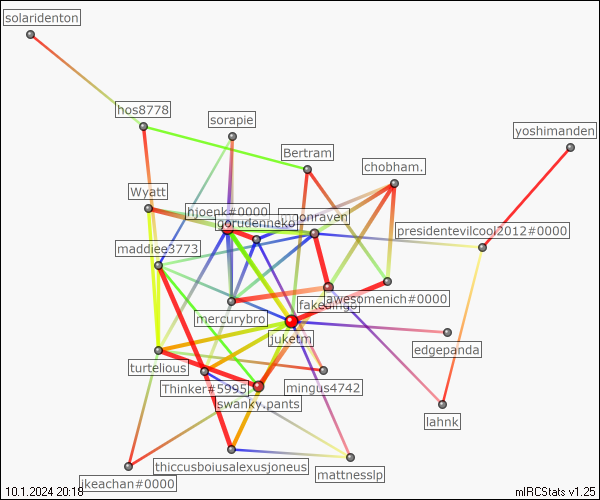 solaridenton
hos8778
sorapie
yoshimanden
Bertram
chobham.
Wyatt
hjoenk#0000
moonraven
gorudenneko
presidentevilcool2012#0000
maddiee3773
awesomenich#0000
fakedingo
mercurybro
juketm
edgepanda
turtelious
Thinker#5995
mingus4742
swanky.pants
lahnk
thiccusboiusalexusjoneus
mattnesslp
jkeachan#0000
10.1.2024 20:18
mIRCStats v1.25